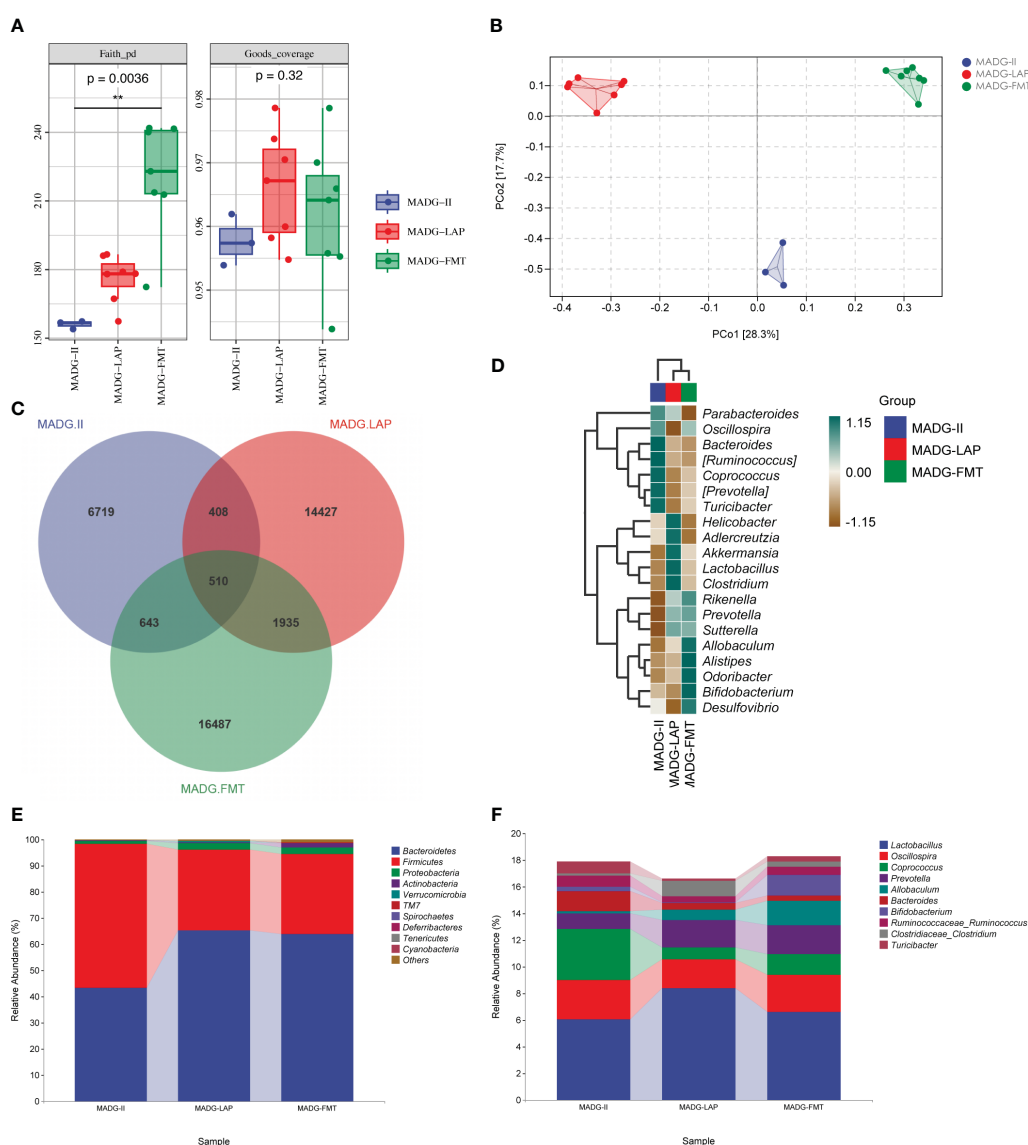 A
Faith_pd
Goods_coverage
p = 0.0036
**
p = 0.32
240
210
180
150
0.98
0.97
0.96
0.95
MADG-II
MADG-LAP
MADG-FMT
MADG-II
MADG-LAP
MADG-FMT
MADG-II
MADG-LAP
MADG-FMT
B
PCo2 [17.7%]
0.1
0.0
-0.1
-0.2
-0.3
-0.4
-0.5
-0.4
-0.3
-0.2
-0.1
0.0
0.1
0.2
0.3
PCo1 [28.3%]
MADG-II
MADG-LAP
MADG-FMT
C
MADG.II
MADG.LAP
6719
408
14427
510
643
1935
16487
MADG.FMT
D
Parabacteroides
Oscillospira
Bacteroides
[Ruminococcus]
Coprococcus
[Prevotella]
Turicibacter
Helicobacter
Adlercreutzia
Akkermansia
Lactobacillus
Clostridium
Rikenella
Prevotella
Sutterella
Allobaculum
Alistipes
Odoribacter
Bifidobacterium
Desulfovibrio
MADG-II
MADG-LAP
MADG-FMT
1.15
0.00
-1.15
Group
MADG-II
MADG-LAP
MADG-FMT
E
Relative Abundance (%)
100
90
80
70
60
50
40
30
20
10
0
MADG-II
MADG-LAP
MADG-FMT
Sample
Bacteroidetes
Firmicutes
Proteobacteria
Actinobacteria
Verrucomicrobia
TM7
Spirochaetes
Deferribacteres
Tenericutes
Cyanobacteria
Others
F
Relative Abundance (%)
20
18
16
14
12
10
8
6
4
2
0
MADG-II
MADG-LAP
MADG-FMT
Sample
Lactobacillus
Oscillospira
Coprococcus
Prevotella
Allobaculum
Bacteroides
Bifidobacterium
Ruminococcaceae_Ruminococcus
Clostridiaceae_Clostridium
Turicibacter